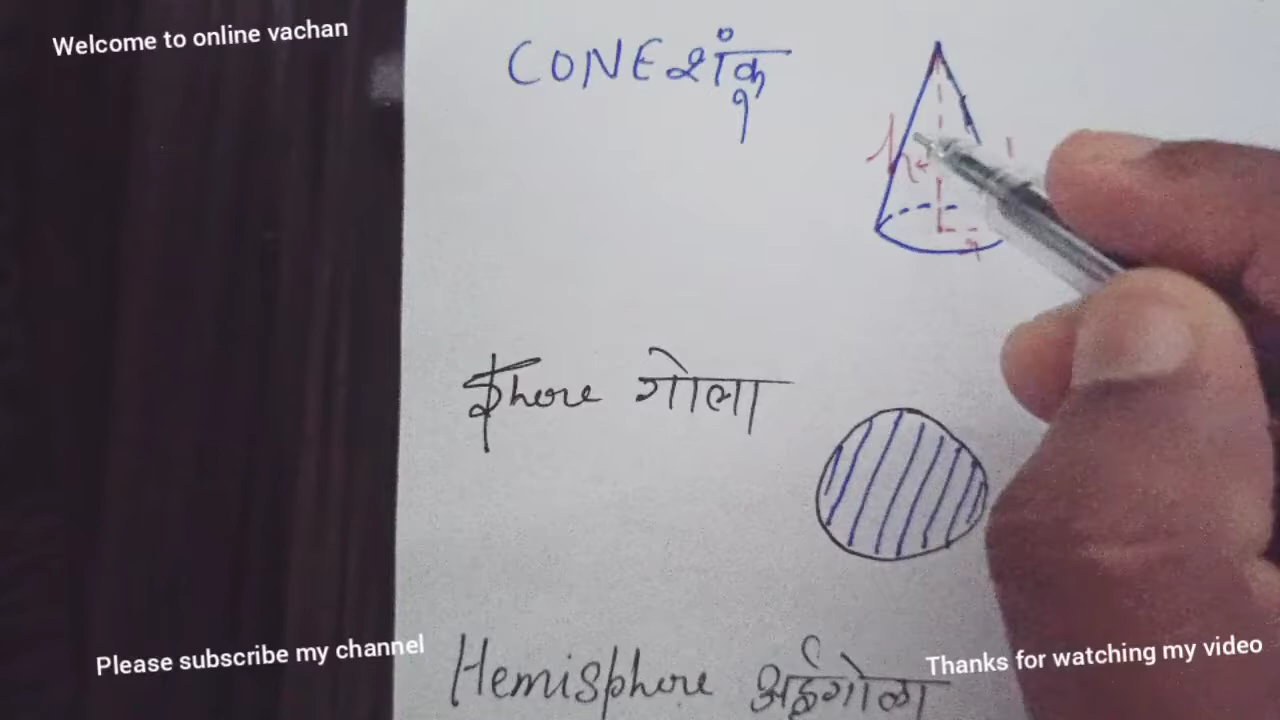 Welcome to online vachan
CONE शंकू
h
r
Sphere गोला
Please subscribe my channel
Hemisphere अर्द्धगोला
Thanks for watching my video